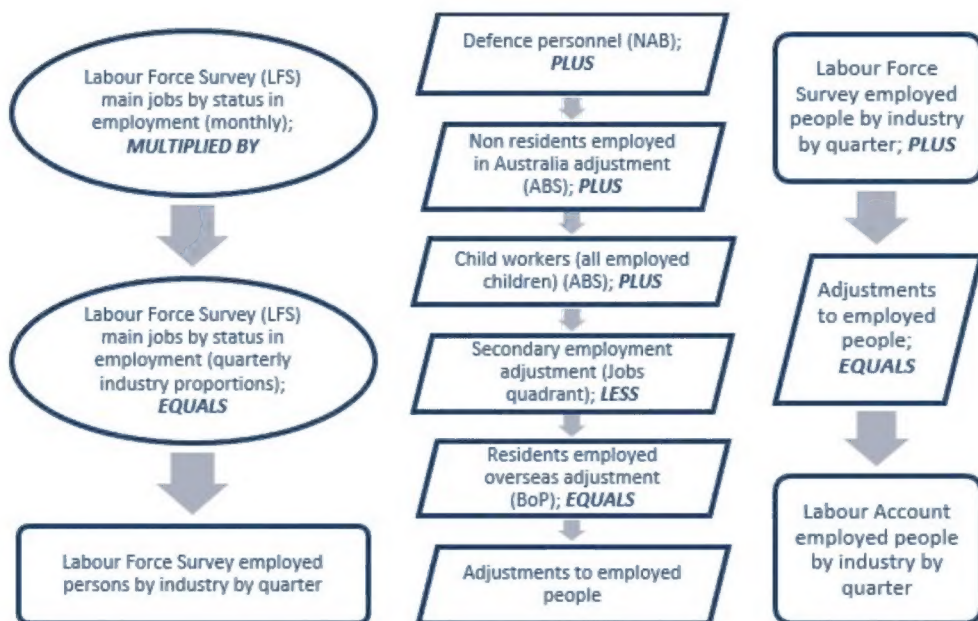 Labour Force Survey (LFS)
main jobs by status in
employment (monthly);
MULTIPLIED BY
Labour Force Survey (LFS)
main jobs by status in
employment (quarterly
industry proportions);
EQUALS
Labour Force Survey employed
persons by industry by quarter
Defence personnel (NAB);
PLUS
Non residents employed
in Australia adjustment
(ABS); PLUS
Child workers (all employed
children) (ABS); PLUS
Secondary employment
adjustment (Jobs
quadrant); LESS
Residents employed
overseas adjustment
(BoP); EQUALS
Adjustments to employed
people
Labour Force
Survey employed
people by industry
by quarter; PLUS
Adjustments
to employed
people;
EQUALS
Labour Account
employed people
by industry by
quarter